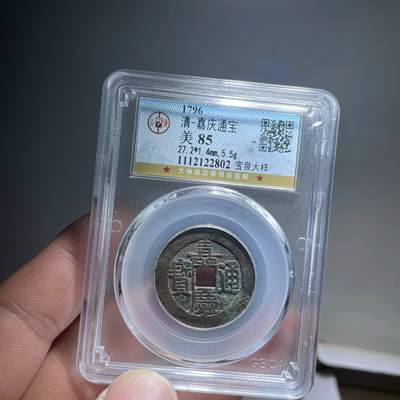 1796
清-嘉庆通宝
美 85
27.2*1.4mm,5.5g
1112122802 宝泉大样
嘉慶通寶